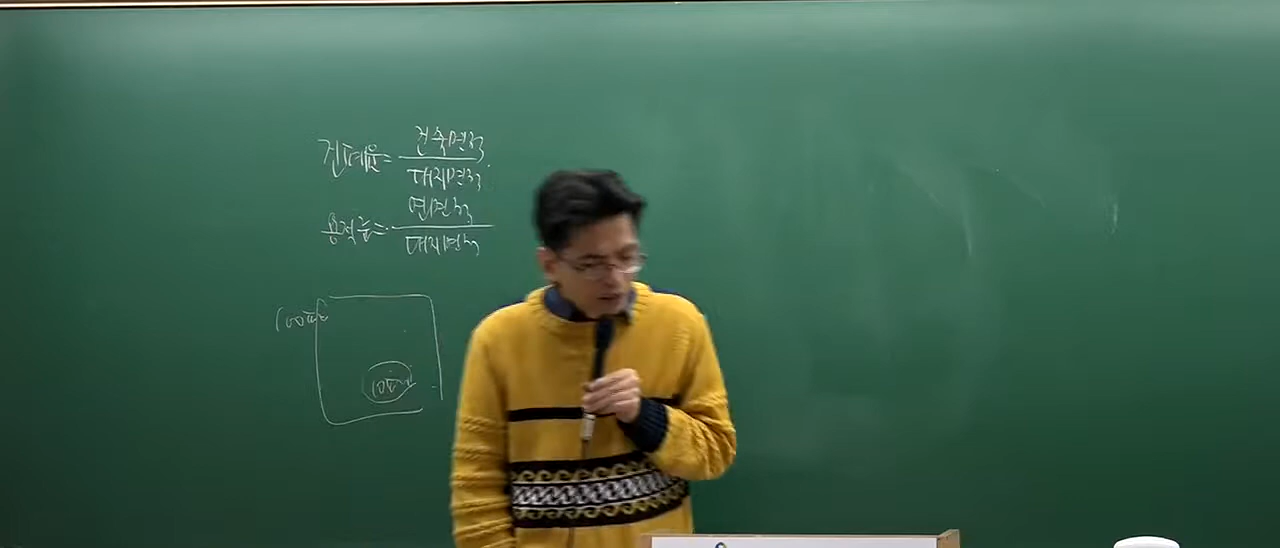 건폐율 = 건축면적
대지면적
용적률 = 연면적
대지면적
100평
10평